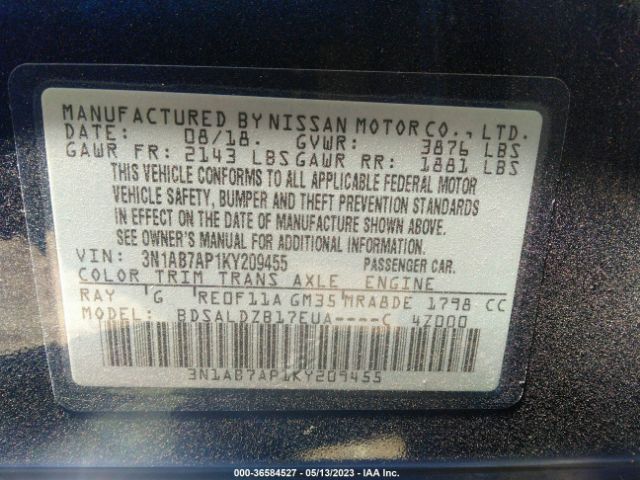 MANUFACTURED BY NISSAN MOTOR CO., LTD.
DATE: 08/18. GVWR: 3876 LBS
GAWR FR: 2143 LBS GAWR RR: 1881 LBS
THIS VEHICLE CONFORMS TO ALL APPLICABLE FEDERAL MOTOR
VEHICLE SAFETY, BUMPER AND THEFT PREVENTION STANDARDS
IN EFFECT ON THE DATE OF MANUFACTURE SHOWN ABOVE.
SEE OWNER'S MANUAL FOR ADDITIONAL INFORMATION.
VIN: 3N1AB7AP1KY209455 PASSENGER CAR.
COLOR TRIM TRANS AXLE ENGINE
RAY G RE0F11A GM35 MRA8DE 1798 CC
MODEL: BDSALDZB17EUA----C 4Z000
3N1AB7AP1KY209455
000-36584527 - 05/13/2023 - IAA Inc.